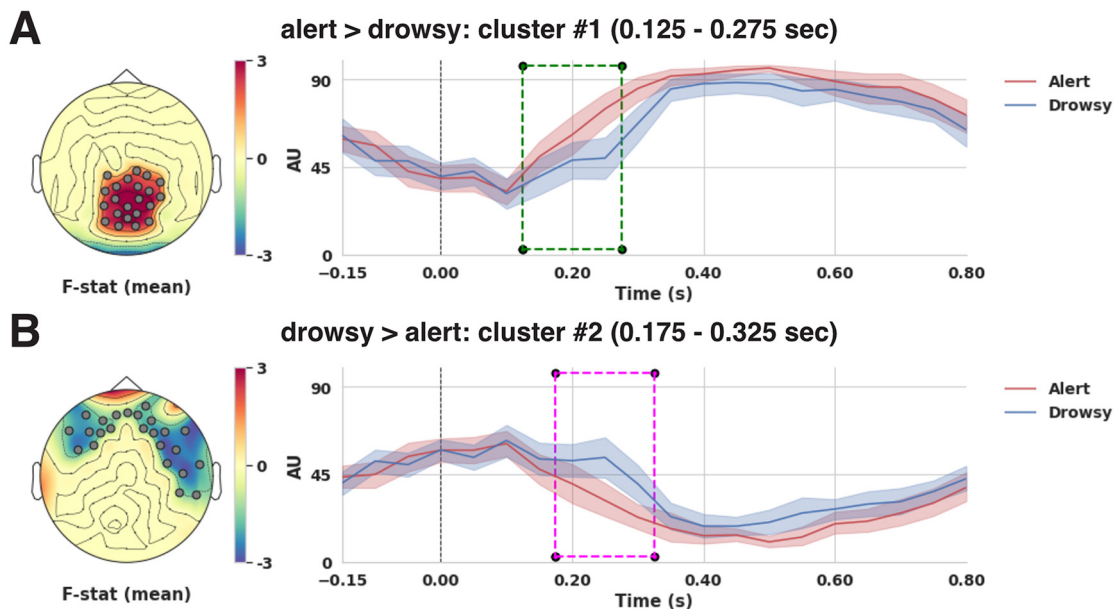 A
alert > drowsy: cluster #1 (0.125 - 0.275 sec)
3
0
-3
F-stat (mean)
90
45
0
AU
−0.15
0.00
0.20
0.40
0.60
0.80
Time (s)
Alert
Drowsy
B
drowsy > alert: cluster #2 (0.175 - 0.325 sec)
3
0
-3
F-stat (mean)
90
45
0
AU
−0.15
0.00
0.20
0.40
0.60
0.80
Time (s)
Alert
Drowsy